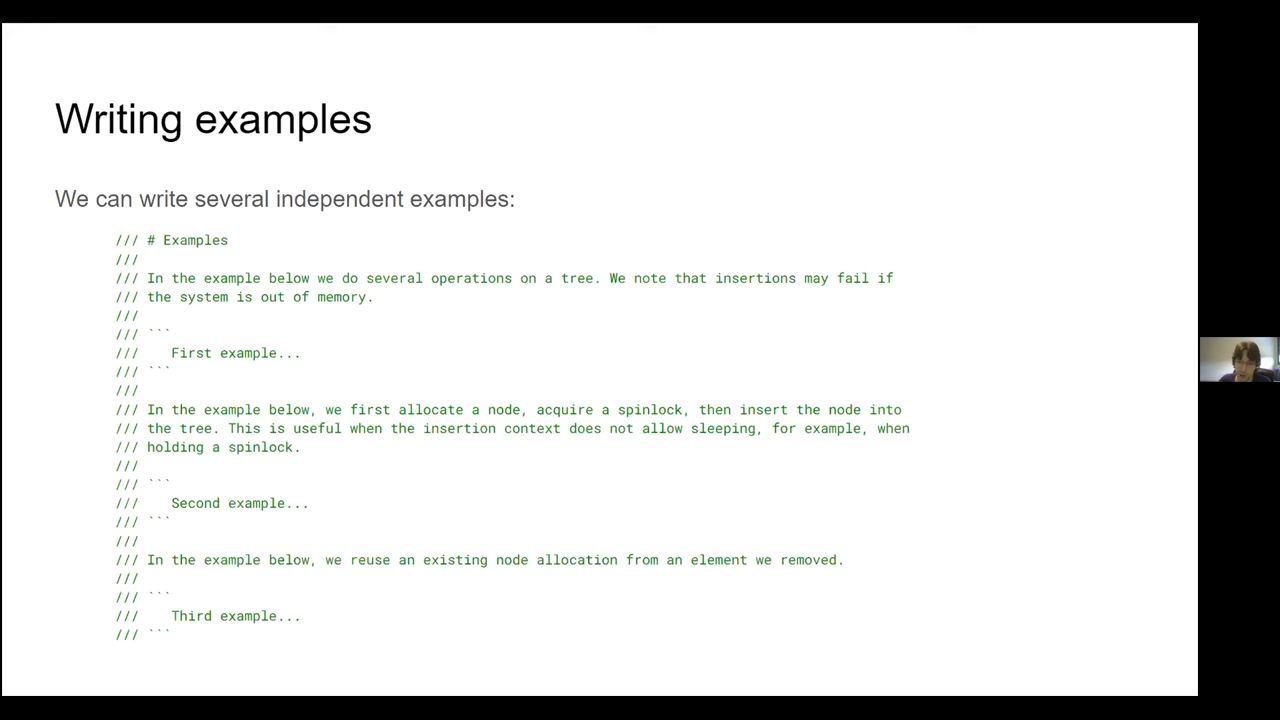 Writing examples
We can write several independent examples:
/// # Examples
///
/// In the example below we do several operations on a tree. We note that insertions may fail if
/// the system is out of memory.
///
/// ```
///    First example...
/// ```
///
/// In the example below, we first allocate a node, acquire a spinlock, then insert the node into
/// the tree. This is useful when the insertion context does not allow sleeping, for example, when
/// holding a spinlock.
///
/// ```
///    Second example...
/// ```
///
/// In the example below, we reuse an existing node allocation from an element we removed.
///
/// ```
///    Third example...
/// ```